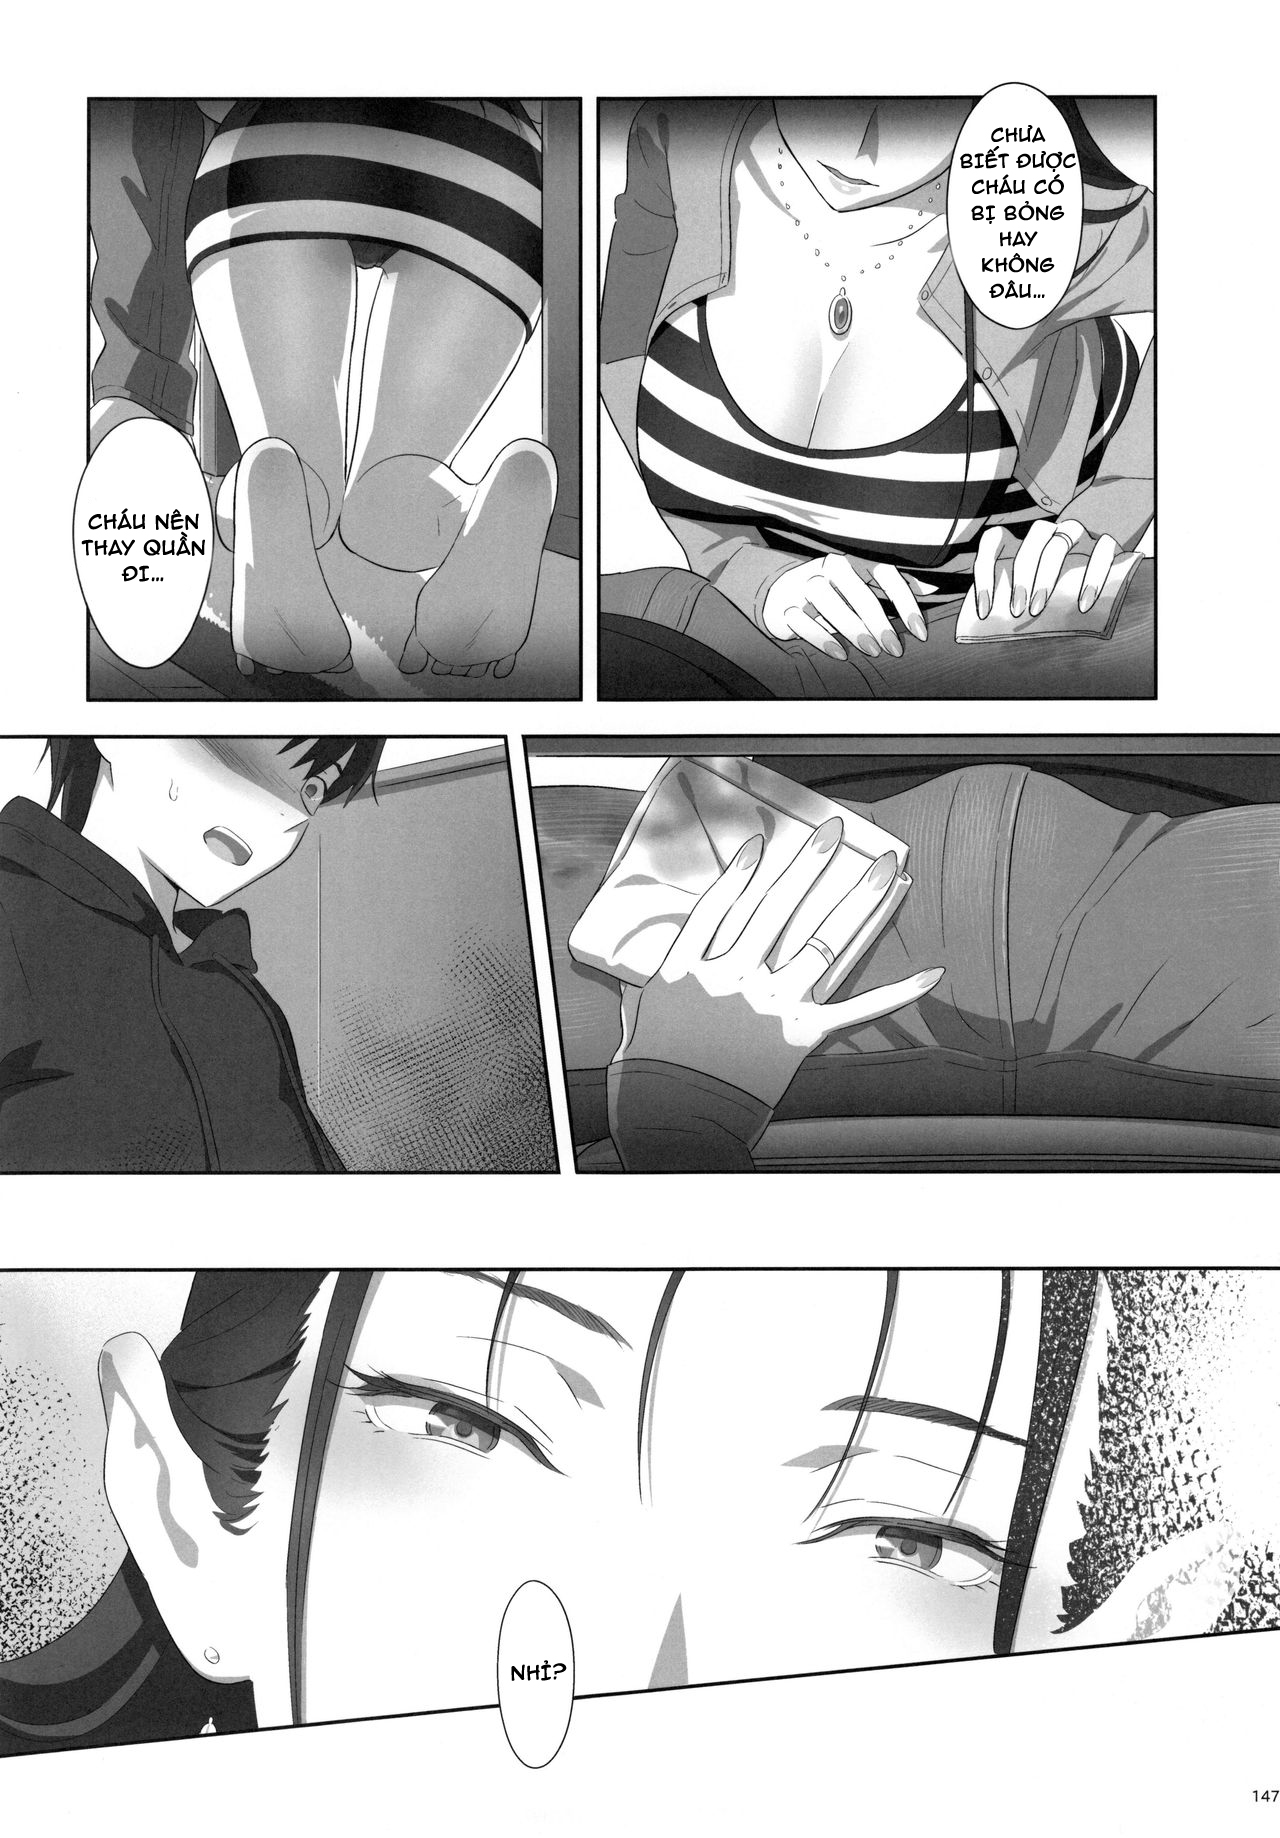 CHƯA
BIẾT ĐƯỢC
CHÁU CÓ
BỊ BỎNG
HAY
KHÔNG
ĐÂU...
CHÁU NÊN
THAY QUẦN
ĐI...
NHỈ?
147